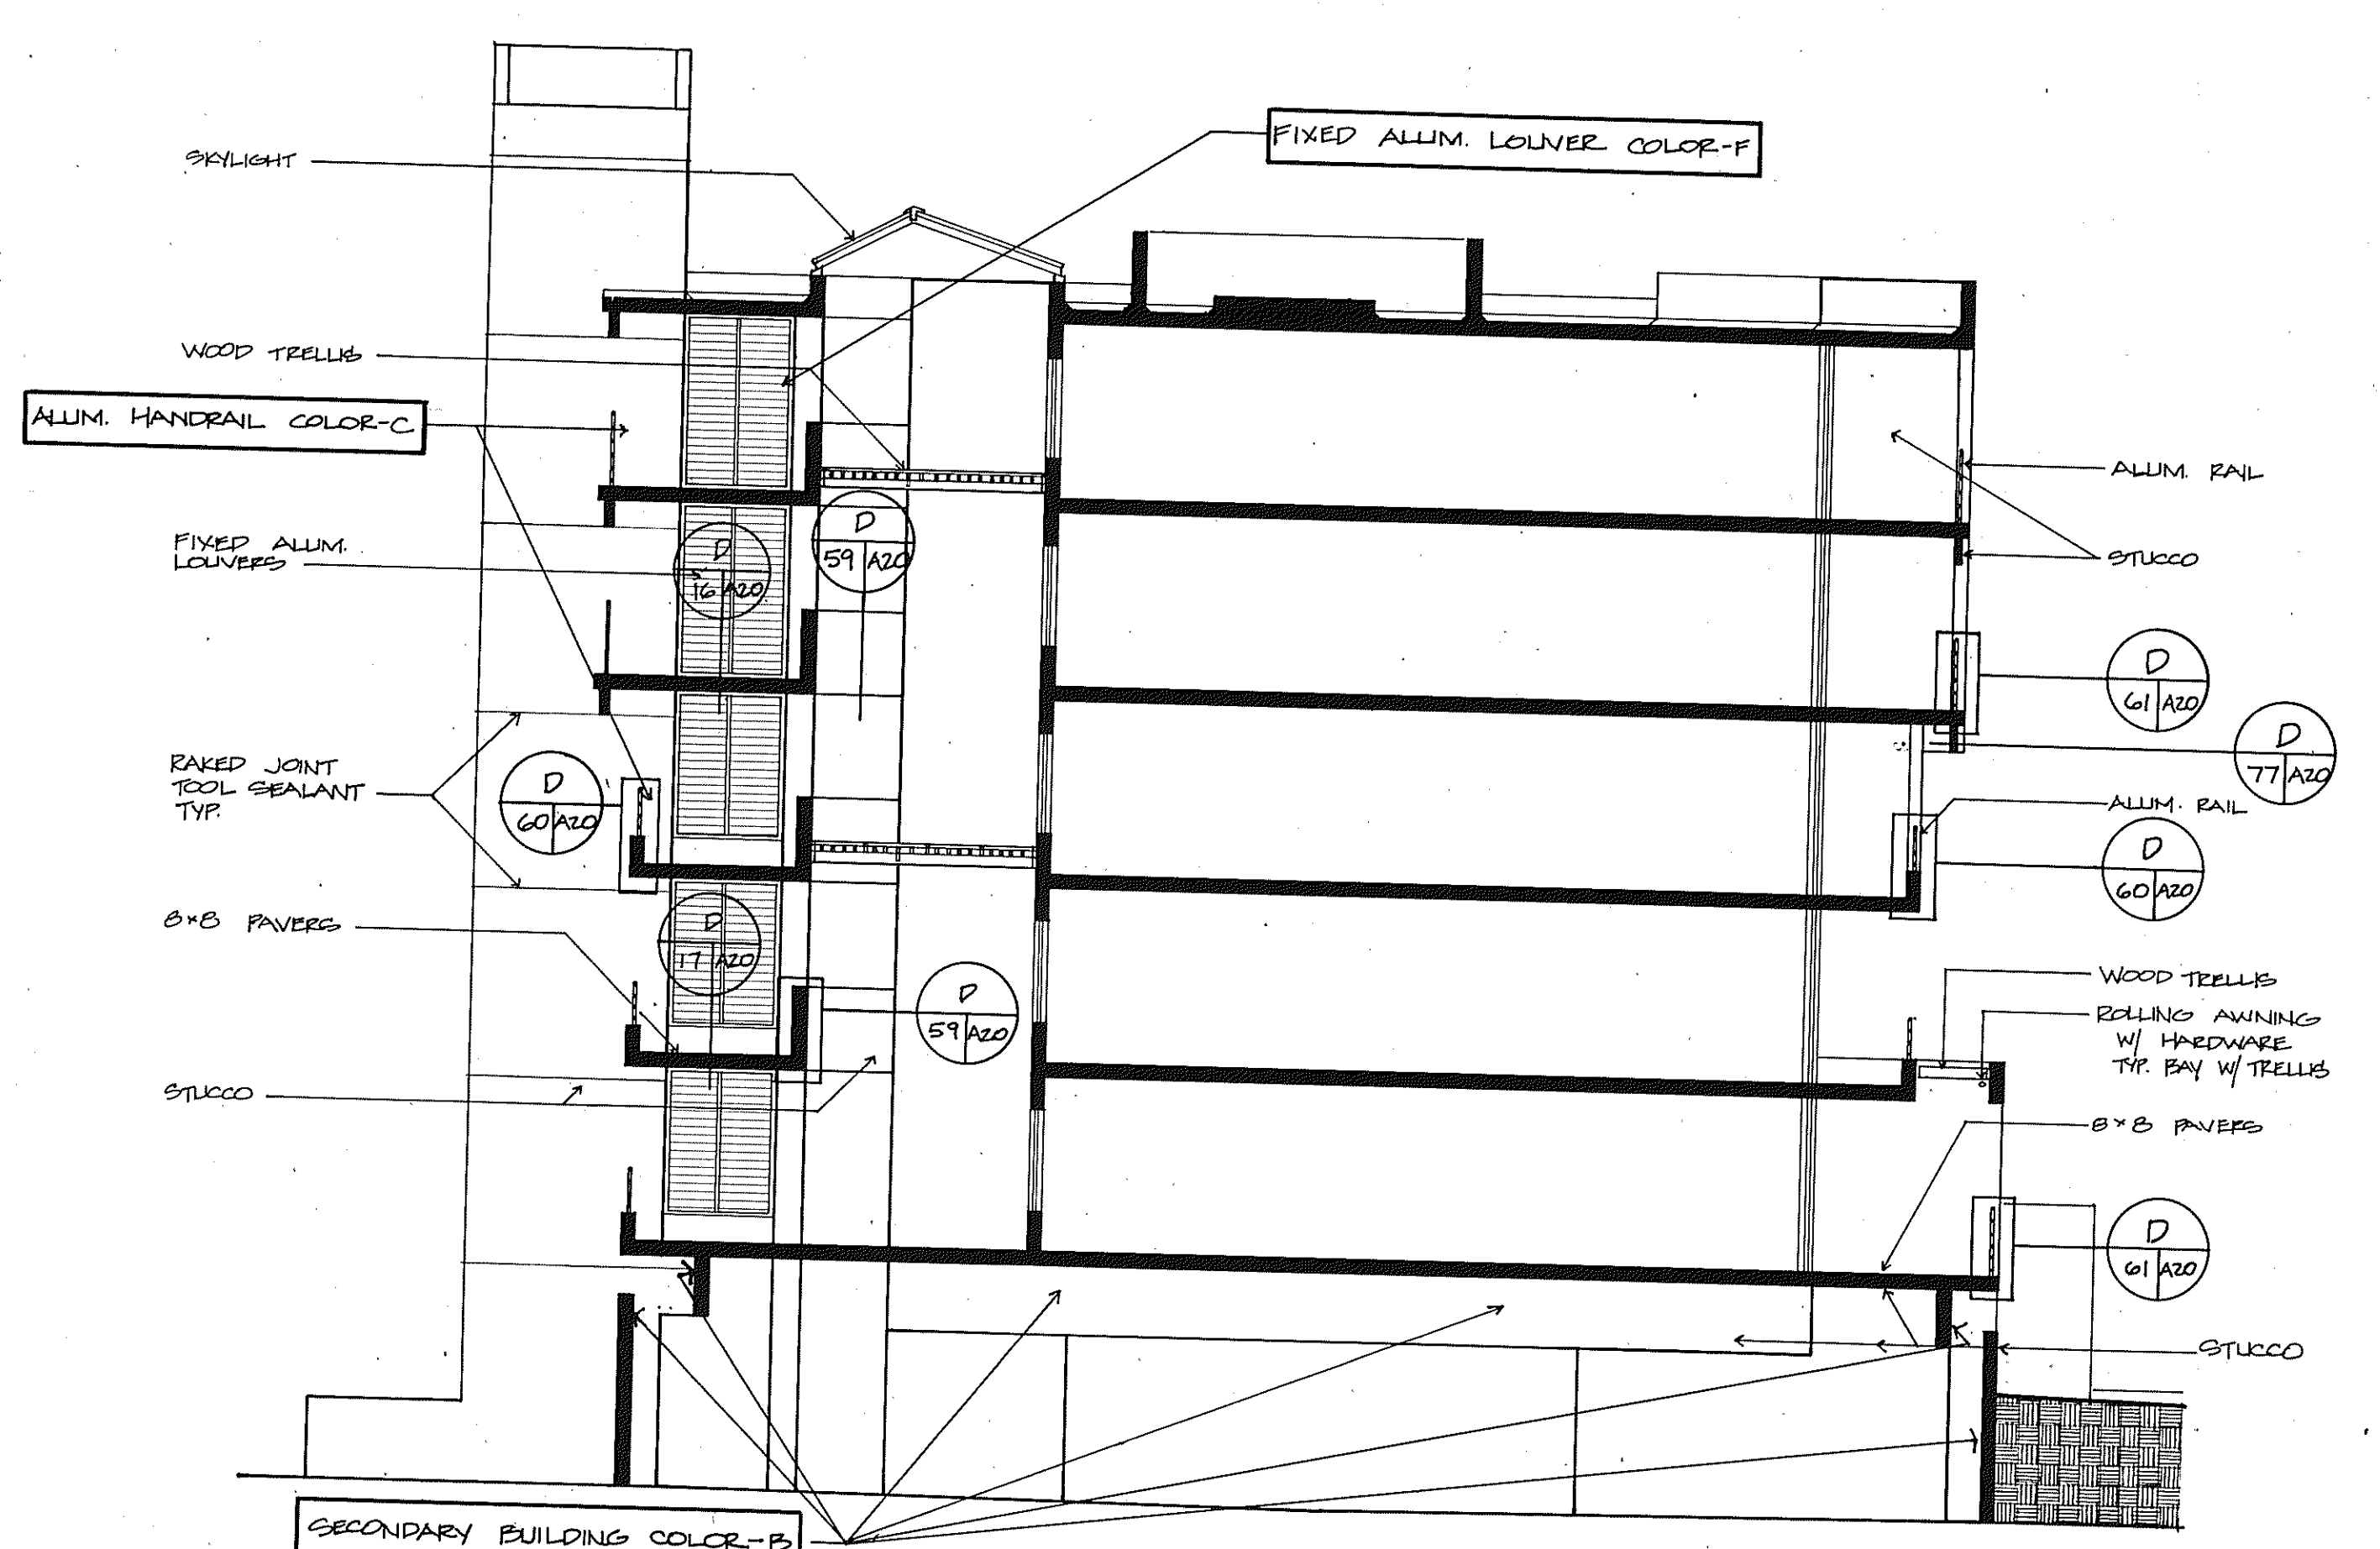 SKYLIGHT
FIXED ALUM. LOUVER COLOR-F
WOOD TRELLIS
ALUM. HANDRAIL COLOR-C
ALUM. RAIL
FIXED ALUM.
LOUVERS
D
16 A20
D
59 A20
STUCCO
D
61 A20
D
77 A20
RAKED JOINT
TOOL SEALANT
TYP.
D
60 A20
ALUM. RAIL
D
60 A20
8x8 PAVERS
D
17 A20
D
59 A20
WOOD TRELLIS
ROLLING AWNING
W/ HARDWARE
TYP. BAY W/ TRELLIS
STUCCO
8x8 PAVERS
D
61 A20
STUCCO
SECONDARY BUILDING COLOR-B